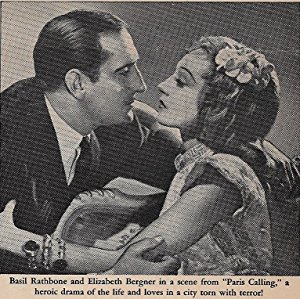 Basil Rathbone and Elizabeth Bergner in a scene from "Paris Calling," a
heroic drama of the life and loves in a city torn with terror!